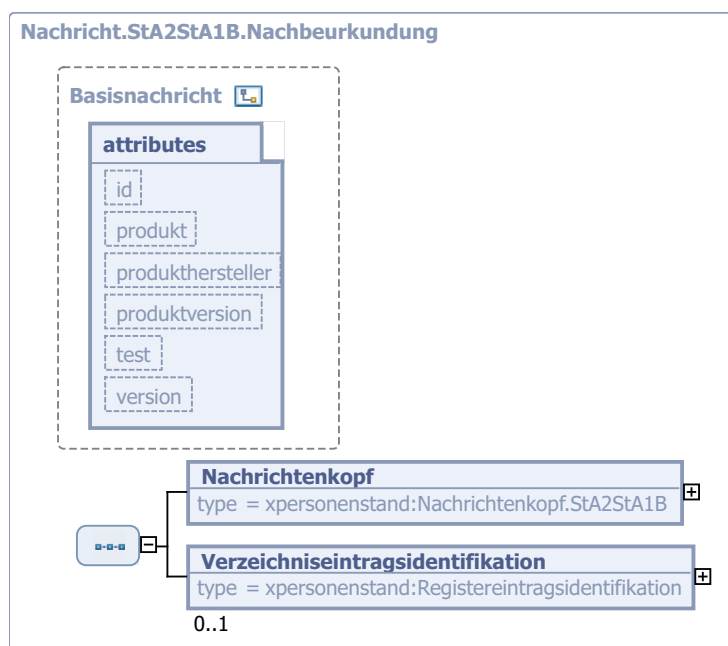 Nachricht.StA2StA1B.Nachbeurkundung
Basisnachricht
attributes
id
produkt
produkthersteller
produktversion
test
version
Nachrichtenkopf
type = xpersonenstand:Nachrichtenkopf.StA2StA1B
Verzeichniseintragsidentifikation
type = xpersonenstand:Registereintragsidentifikation
0..1